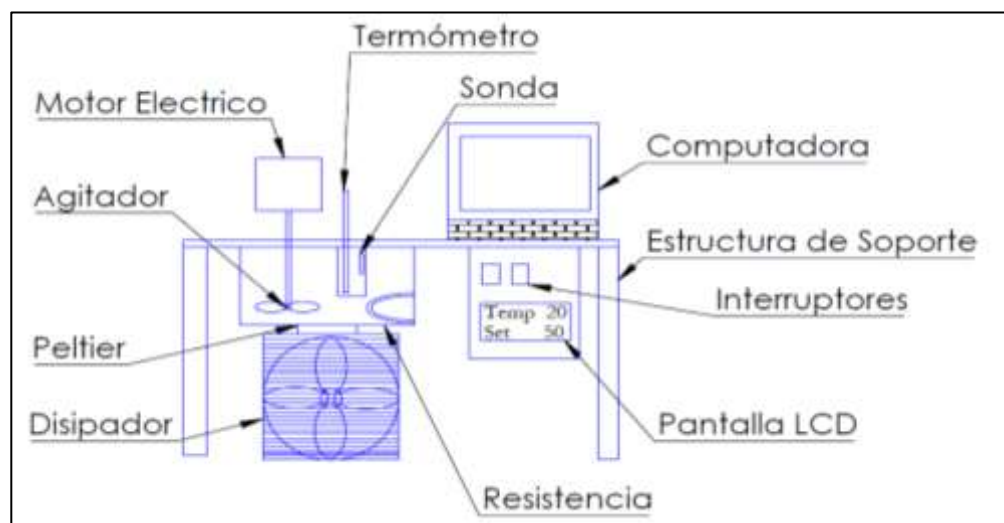 Termómetro
Sonda
Motor Electrico
Computadora
Agitador
Estructura de Soporte
Interruptores
Temp 20
Set 50
Peltier
Disipador
Pantalla LCD
Resistencia